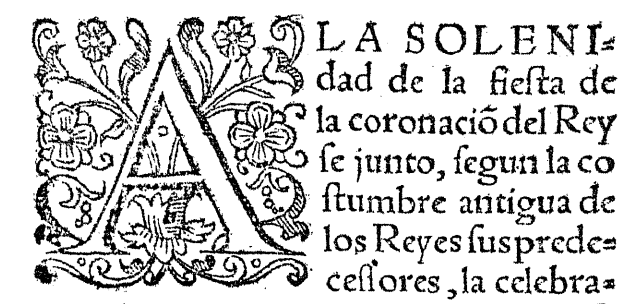 A LA SOLENI=
dad de la fieſta de
la coronaciõ del Rey
ſe junto, ſegun la co
ſtumbre antigua de
los Reyes ſus prede=
ceſſores, la celebra=